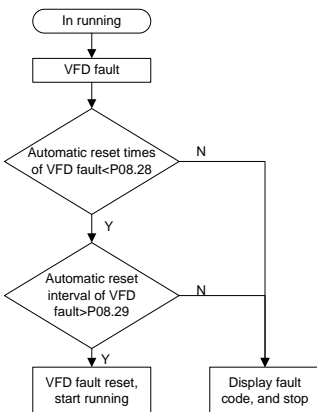 In running
VFD fault
Automatic reset times
of VFD fault<P08.28
N
Y
Automatic reset
interval of VFD
fault>P08.29
N
Y
VFD fault reset,
start running
Display fault
code, and stop